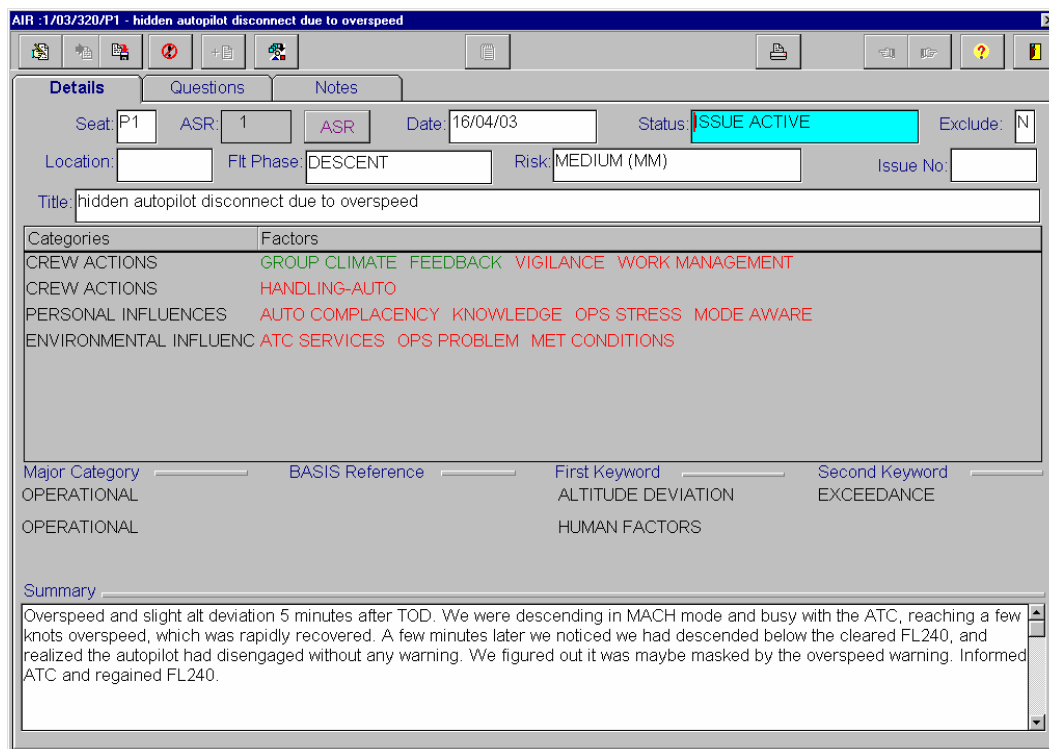 AIR :1/03/320/P1 - hidden autopilot disconnect due to overspeed
Details Questions Notes
Seat: P1 ASR: 1 ASR Date: 16/04/03 Status: ISSUE ACTIVE Exclude: N
Location: Flt Phase: DESCENT Risk: MEDIUM (MM) Issue No:
Title: hidden autopilot disconnect due to overspeed
Categories Factors
CREW ACTIONS GROUP CLIMATE FEEDBACK VIGILANCE WORK MANAGEMENT
CREW ACTIONS HANDLING-AUTO
PERSONAL INFLUENCES AUTO COMPLACENCY KNOWLEDGE OPS STRESS MODE AWARE
ENVIRONMENTAL INFLUENC ATC SERVICES OPS PROBLEM MET CONDITIONS
Major Category BASIS Reference First Keyword Second Keyword
OPERATIONAL ALTITUDE DEVIATION EXCEEDANCE
OPERATIONAL HUMAN FACTORS
Summary
Overspeed and slight alt deviation 5 minutes after TOD. We were descending in MACH mode and busy with the ATC, reaching a few
knots overspeed, which was rapidly recovered. A few minutes later we noticed we had descended below the cleared FL240, and
realized the autopilot had disengaged without any warning. We figured out it was maybe masked by the overspeed warning. Informed
ATC and regained FL240.